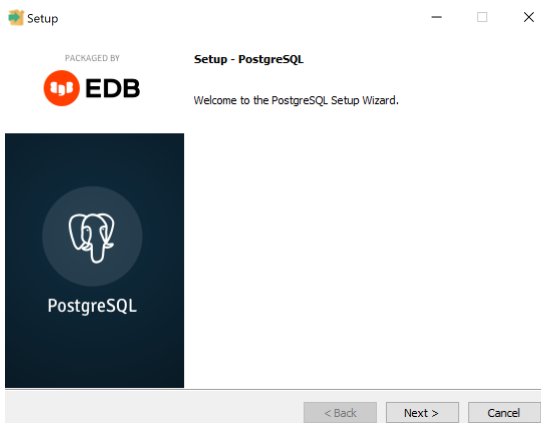 Setup
PACKAGED BY
EDB
Setup - PostgreSQL
Welcome to the PostgreSQL Setup Wizard.
PostgreSQL
< Back
Next >
Cancel